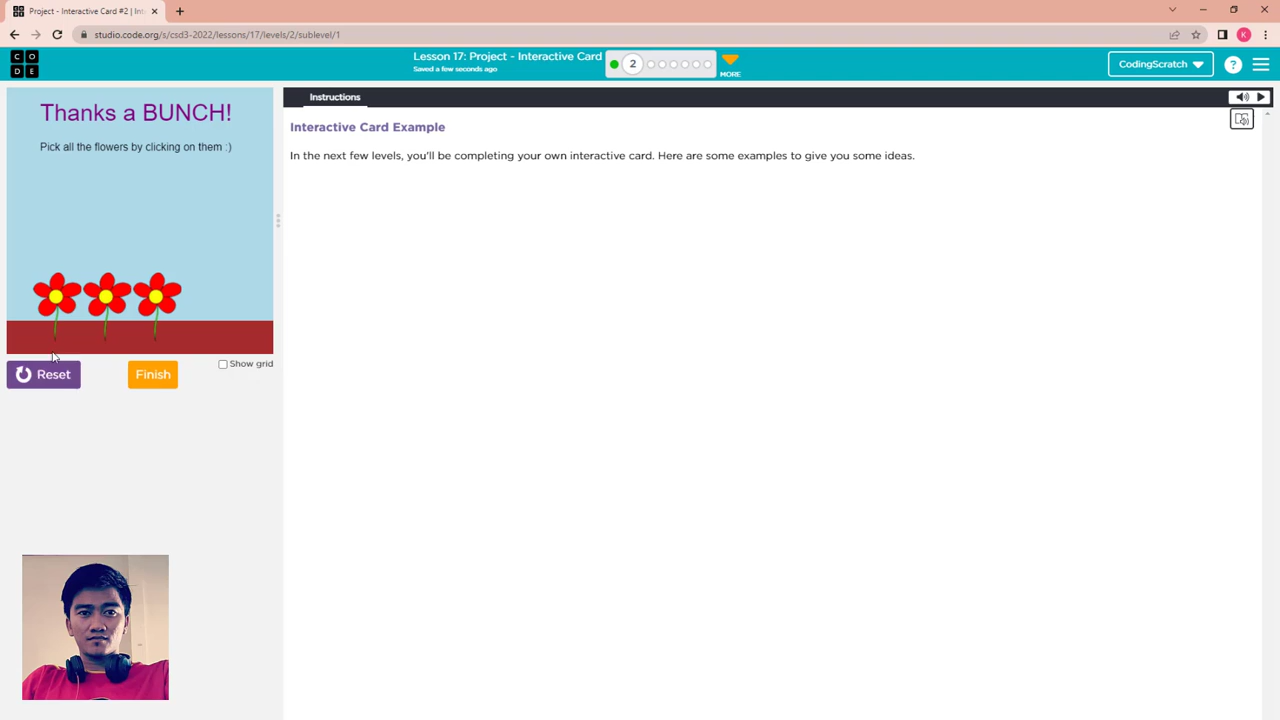 Project - Interactive Card #2 | Int
studio.code.org/s/csd3-2022/lessons/17/levels/2/sublevel/1
K
C O
D E
Lesson 17: Project - Interactive Card
Saved a few seconds ago
2
MORE
CodingScratch
?
Thanks a BUNCH!
Pick all the flowers by clicking on them :)
Reset
Finish
Show grid
Instructions
Interactive Card Example
In the next few levels, you'll be completing your own interactive card. Here are some examples to give you some ideas.